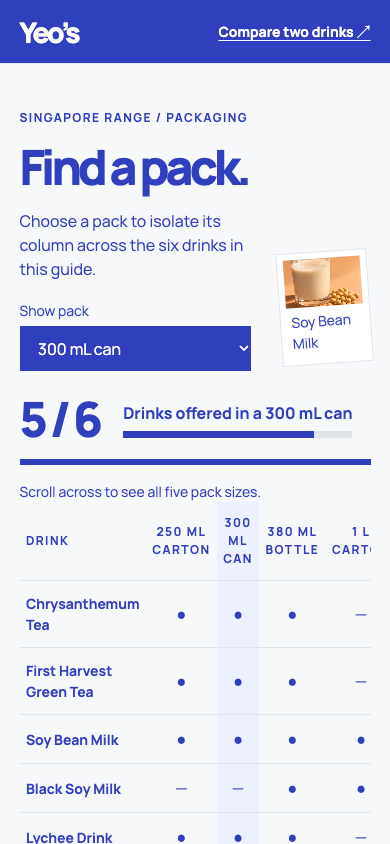 Yeo's
Compare two drinks ↗
SINGAPORE RANGE / PACKAGING
Find a pack.
Choose a pack to isolate its
column across the six drinks in
this guide.
Soy Bean
Milk
Show pack
300 mL can
5/6
Drinks offered in a 300 mL can
Scroll across to see all five pack sizes.
DRINK 250 ML CARTON 300 ML CAN 380 ML BOTTLE 1 L
Chrysanthemum Tea ● ● ● —
First Harvest Green Tea ● ● ● —
Soy Bean Milk ● ● ● ●
Black Soy Milk — — ● ●
Lychee Drink ● ● ● —